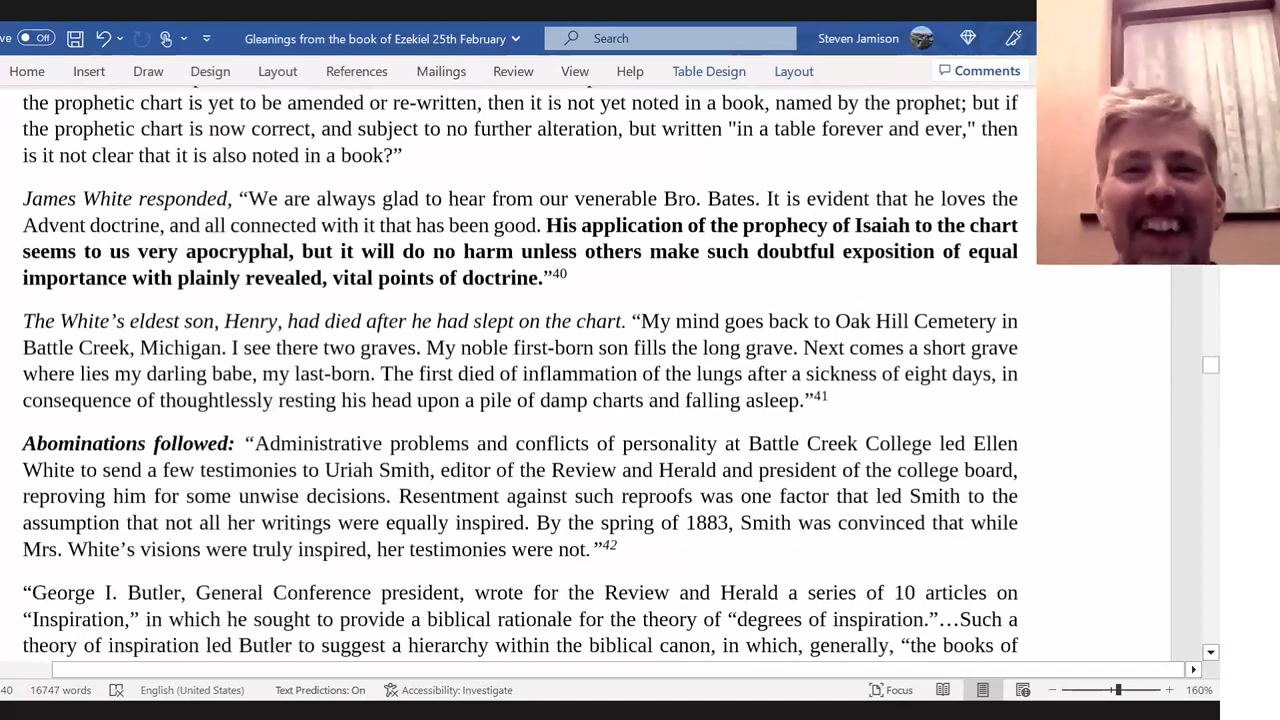 ve Off Gleanings from the book of Ezekiel 25th February Search Steven Jamison
Home Insert Draw Design Layout References Mailings Review View Help Table Design Layout Comments
the prophetic chart is yet to be amended or re-written, then it is not yet noted in a book, named by the prophet; but if
the prophetic chart is now correct, and subject to no further alteration, but written "in a table forever and ever," then
is it not clear that it is also noted in a book?”
James White responded, “We are always glad to hear from our venerable Bro. Bates. It is evident that he loves the
Advent doctrine, and all connected with it that has been good. His application of the prophecy of Isaiah to the chart
seems to us very apocryphal, but it will do no harm unless others make such doubtful exposition of equal
importance with plainly revealed, vital points of doctrine.”40
The White’s eldest son, Henry, had died after he had slept on the chart. “My mind goes back to Oak Hill Cemetery in
Battle Creek, Michigan. I see there two graves. My noble first-born son fills the long grave. Next comes a short grave
where lies my darling babe, my last-born. The first died of inflammation of the lungs after a sickness of eight days, in
consequence of thoughtlessly resting his head upon a pile of damp charts and falling asleep.”41
Abominations followed: “Administrative problems and conflicts of personality at Battle Creek College led Ellen
White to send a few testimonies to Uriah Smith, editor of the Review and Herald and president of the college board,
reproving him for some unwise decisions. Resentment against such reproofs was one factor that led Smith to the
assumption that not all her writings were equally inspired. By the spring of 1883, Smith was convinced that while
Mrs. White’s visions were truly inspired, her testimonies were not.”42
“George I. Butler, General Conference president, wrote for the Review and Herald a series of 10 articles on
“Inspiration,” in which he sought to provide a biblical rationale for the theory of “degrees of inspiration.”…Such a
theory of inspiration led Butler to suggest a hierarchy within the biblical canon, in which, generally, “the books of
40 16747 words English (United States) Text Predictions: On Accessibility: Investigate Focus 160%